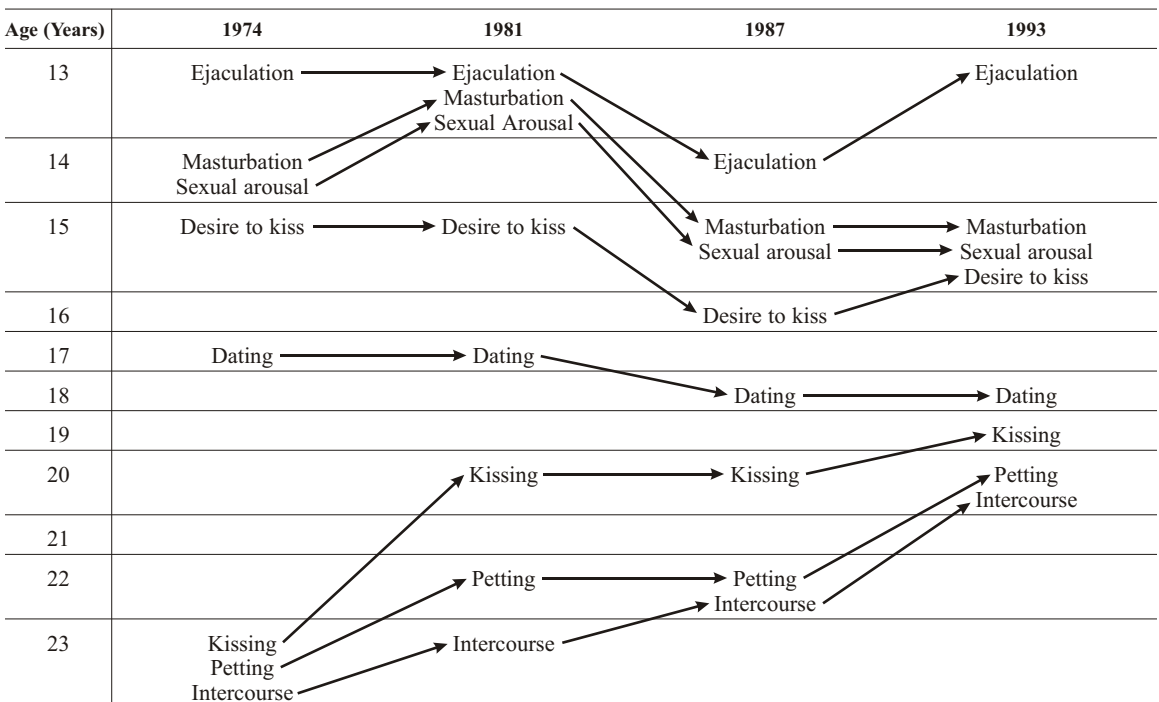 Age (Years) 1974 1981 1987 1993
13 Ejaculation Ejaculation Ejaculation
Masturbation
Sexual Arousal
14 Masturbation Ejaculation
Sexual arousal
15 Desire to kiss Desire to kiss Masturbation Masturbation
Sexual arousal Sexual arousal
Desire to kiss
16 Desire to kiss
17 Dating Dating
18 Dating Dating
19 Kissing
20 Kissing Kissing Petting
Intercourse
21
22 Petting Petting
Intercourse
23 Kissing Intercourse
Petting
Intercourse